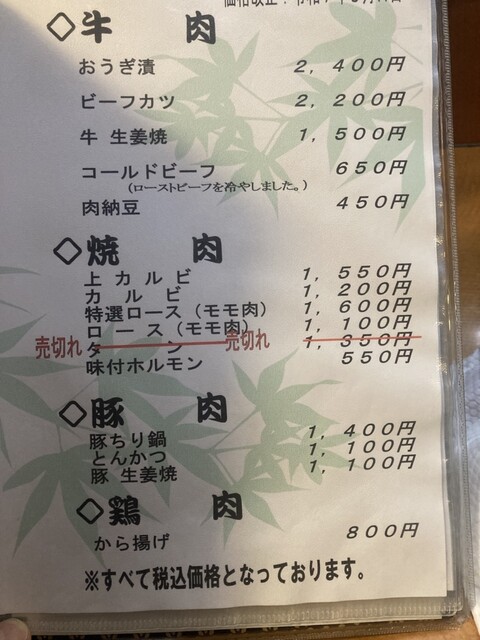 ◇牛 肉
おうぎ漬 2,400円
ビーフカツ 2,200円
牛 生姜焼 1,500円
コールドビーフ 650円
(ローストビーフを冷やしました。)
肉納豆 450円
◇焼 肉
上カルビ 1,550円
カルビ 1,200円
特選ロース(モモ肉) 1,600円
ロース(モモ肉) 1,100円
売切れ タン 売切れ 1,350円
味付ホルモン 550円
◇豚 肉
豚ちり鍋 1,400円
とんかつ 1,100円
豚 生姜焼 1,100円
◇鶏 肉
から揚げ 800円
※すべて税込価格となっております。